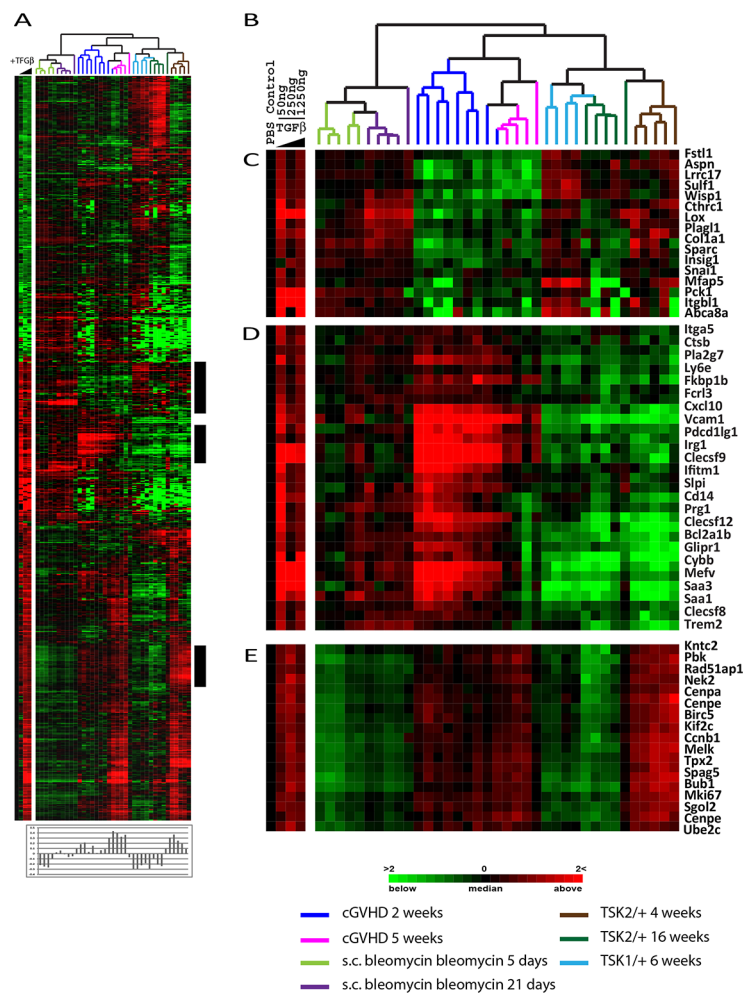 A
+TFGβ
B
PBS Control
50ng
250ng
1250ng
TGFβ
C
Fstl1
Aspn
Lrrc17
Sulf1
Wisp1
Cthrc1
Lox
Plagl1
Col1a1
Sparc
Insig1
Snai1
Mfap5
Pck1
Itgbl1
Abca8a
D
Itga5
Ctsb
Pla2g7
Ly6e
Fkbp1b
Fcrl3
Cxcl10
Vcam1
Pdcd1lg1
Irg1
Clecsf9
Ifitm1
Slpi
Cd14
Prg1
Clecsf12
Bcl2a1b
Glipr1
Cybb
Mefv
Saa3
Saa1
Clecsf8
Trem2
E
Kntc2
Pbk
Rad51ap1
Nek2
Cenpa
Cenpe
Birc5
Kif2c
Ccnb1
Melk
Tpx2
Spag5
Bub1
Mki67
Sgol2
Cenpe
Ube2c
>2 0 2<
below median above
cGVHD 2 weeks
cGVHD 5 weeks
s.c. bleomycin bleomycin 5 days
s.c. bleomycin bleomycin 21 days
TSK2/+ 4 weeks
TSK2/+ 16 weeks
TSK1/+ 6 weeks